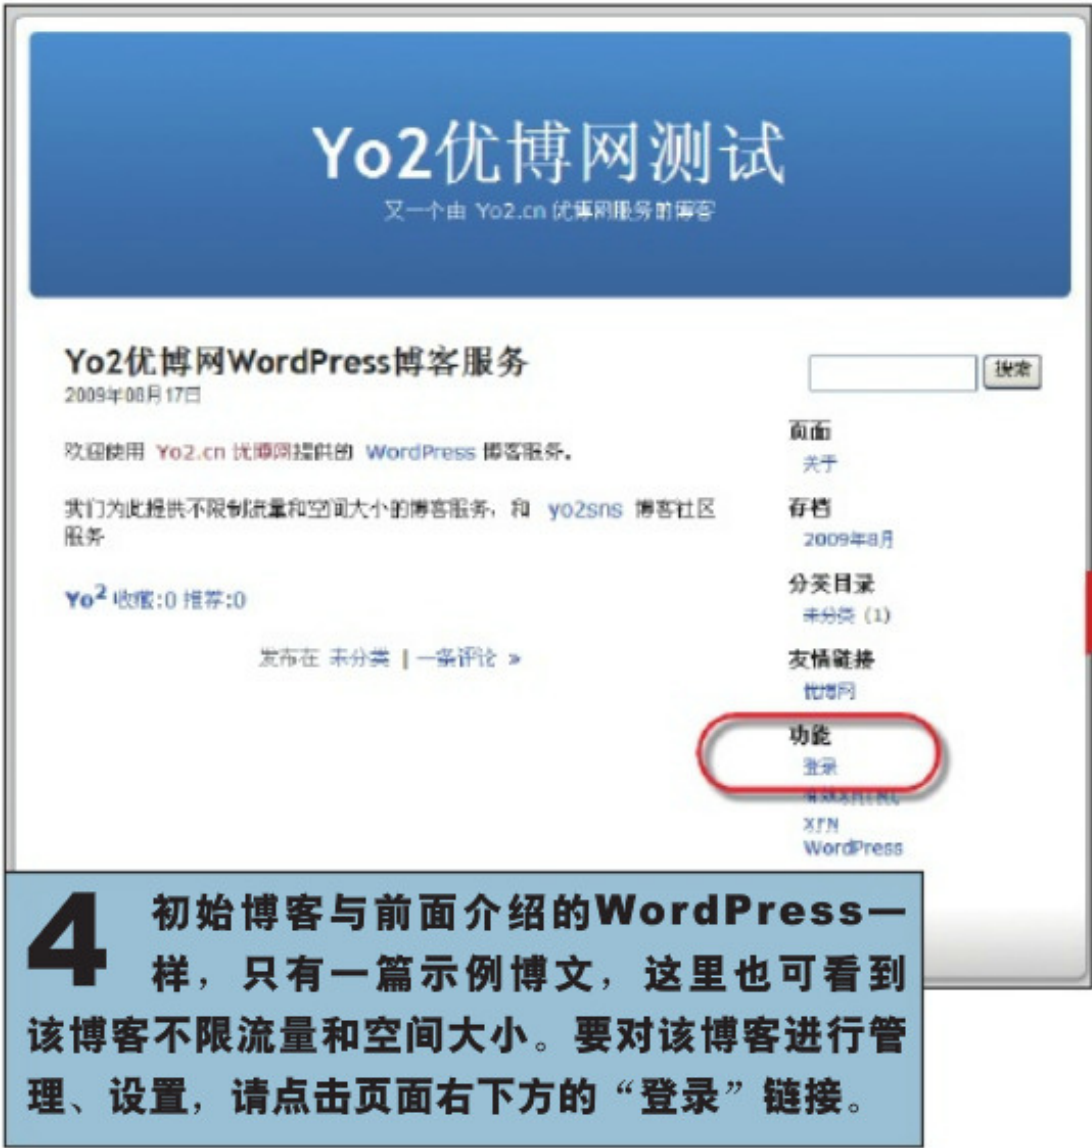 Yo2优博网测试
又一个由 Yo2.cn 优博网服务的博客
Yo2优博网WordPress博客服务
2009年08月17日
欢迎使用 Yo2.cn 优博网提供的 WordPress 博客服务。
我们为此提供不限制流量和空间大小的博客服务，和 yo2sns 博客社区
服务
Yo² 收藏:0 推荐:0
发布在 未分类 | 一条评论 »
搜索
页面
关于
存档
2009年8月
分类目录
未分类 (1)
友情链接
优博网
功能
登录
有效XHTML
XFN
WordPress
4 初始博客与前面介绍的WordPress一
样，只有一篇示例博文，这里也可看到
该博客不限流量和空间大小。要对该博客进行管
理、设置，请点击页面右下方的“登录”链接。